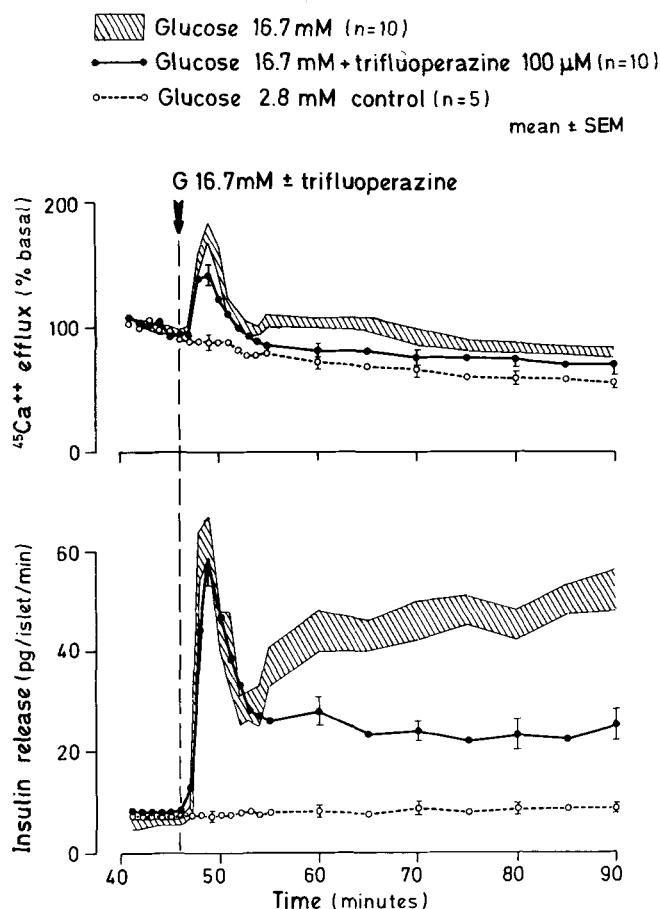 Glucose 16.7mM (n=10)
Glucose 16.7 mM + trifluoperazine 100 µM (n=10)
Glucose 2.8 mM control (n=5)
mean ± SEM
G 16.7mM ± trifluoperazine
200
100
0
45Ca++ efflux (% basal)
60
40
20
0
Insulin release (pg/islet/min)
40 50 60 70 80 90
Time (minutes)